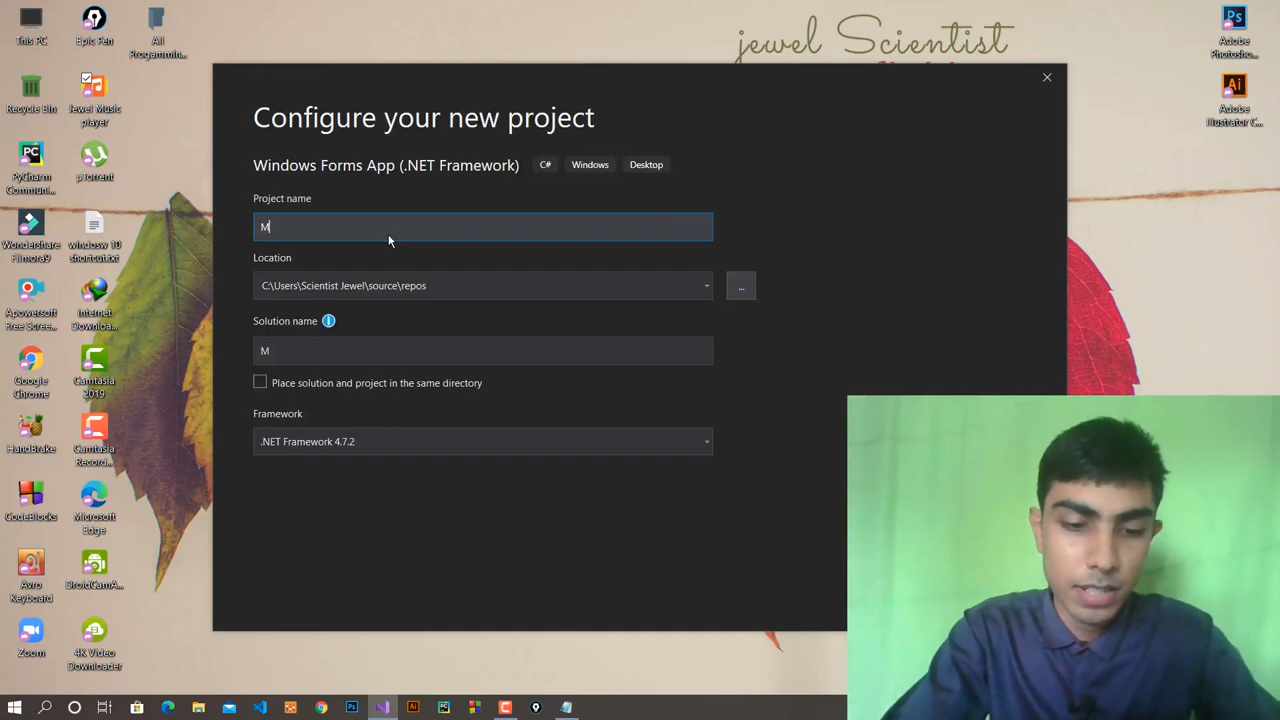 This PC
Epic Pen
All
Progammin...
jewel Scientist
Adobe
Photosho...
Recycle Bin
Jewel Music
player
Adobe
Illustrator C...
PyCharm
Communi...
µTorrent
Wondershare
Filmora9
windosw 10
shortcut.txt
Apowersoft
Free Scree...
Internet
Downloa...
Google
Chrome
Camtasia
2019
HandBrake
Camtasia
Record...
CodeBlocks
Microsoft
Edge
Avro
Keyboard
DroidCamA...
Zoom
4K Video
Downloader
Configure your new project
Windows Forms App (.NET Framework)
C#
Windows
Desktop
Project name
M
Location
C:\Users\Scientist Jewel\source\repos
...
Solution name
M
Place solution and project in the same directory
Framework
.NET Framework 4.7.2